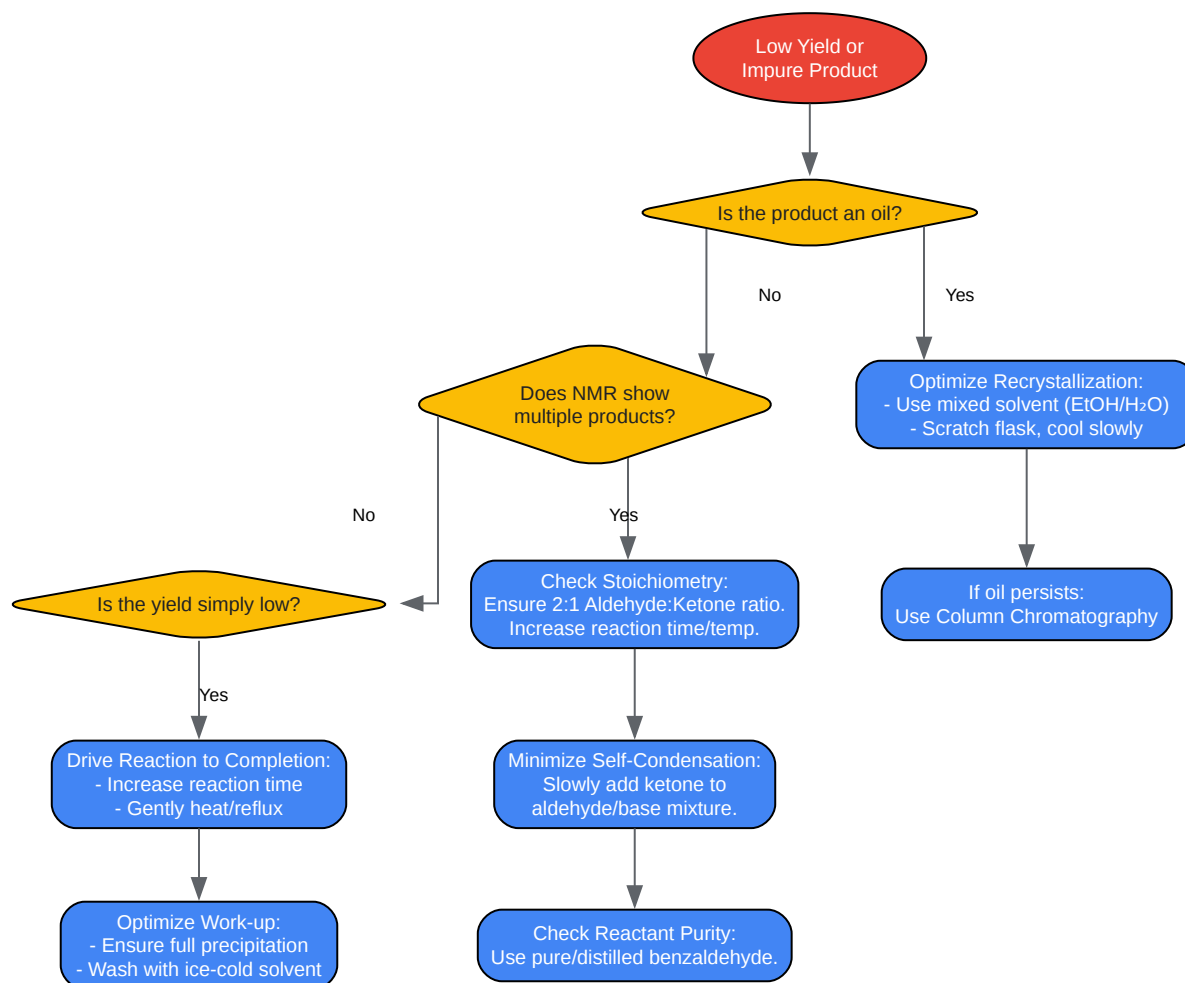 Low Yield or
Impure Product
Is the product an oil?
No
Yes
Does NMR show
multiple products?
Optimize Recrystallization:
- Use mixed solvent (EtOH/H₂O)
- Scratch flask, cool slowly
No
Yes
Is the yield simply low?
Check Stoichiometry:
Ensure 2:1 Aldehyde:Ketone ratio.
Increase reaction time/temp.
If oil persists:
Use Column Chromatography
Yes
Drive Reaction to Completion:
- Increase reaction time
- Gently heat/reflux
Minimize Self-Condensation:
Slowly add ketone to
aldehyde/base mixture.
Optimize Work-up:
- Ensure full precipitation
- Wash with ice-cold solvent
Check Reactant Purity:
Use pure/distilled benzaldehyde.